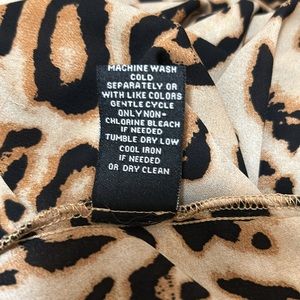 MACHINE WASH
COLD
SEPARATELY OR
WITH LIKE COLORS
GENTLE CYCLE
ONLY NON-
CHLORINE BLEACH
IF NEEDED
TUMBLE DRY LOW
COOL IRON
IF NEEDED
OR DRY CLEAN